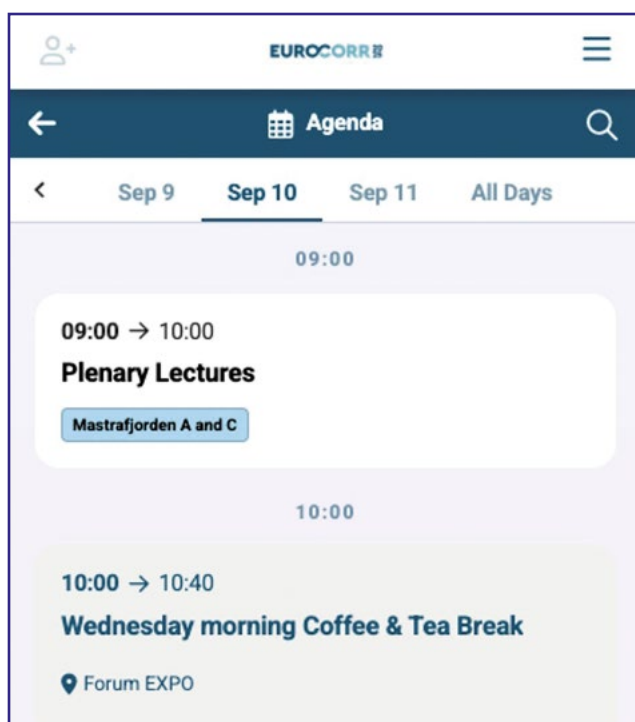 EUROCORR 2025
Agenda
Sep 9 Sep 10 Sep 11 All Days
09:00
09:00 → 10:00
Plenary Lectures
Mastrafjorden A and C
10:00
10:00 → 10:40
Wednesday morning Coffee & Tea Break
Forum EXPO